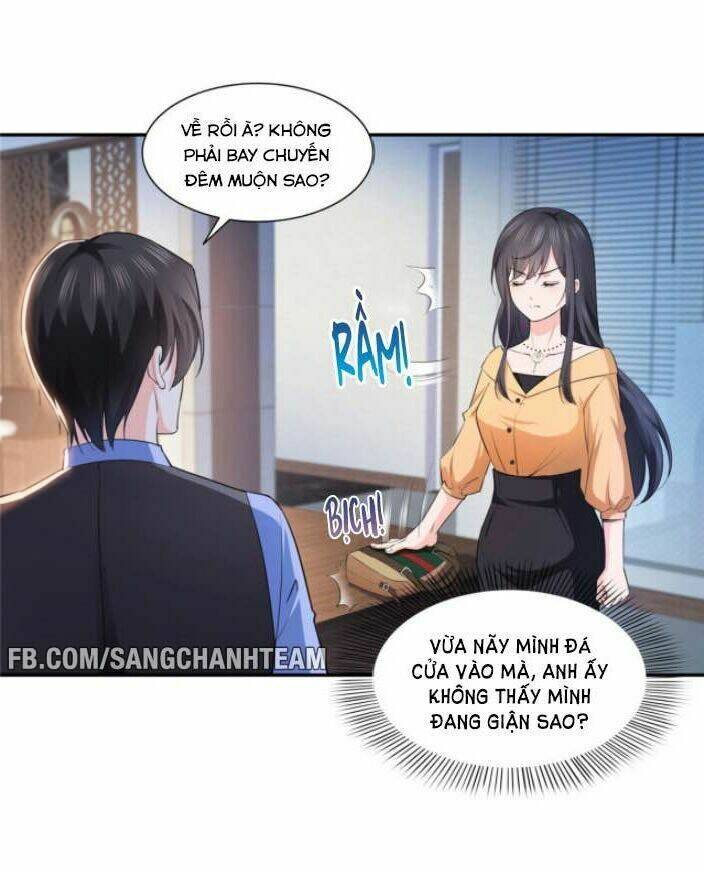 VỀ RỒI À? KHÔNG
PHẢI BAY CHUYẾN
ĐÊM MUỘN SAO?
RẦM!
BỊCH!
VỪA NÃY MÌNH ĐÁ
CỬA VÀO MÀ, ANH ẤY
KHÔNG THẤY MÌNH
ĐANG GIẬN SAO?
FB.COM/SANGCHANHTEAM